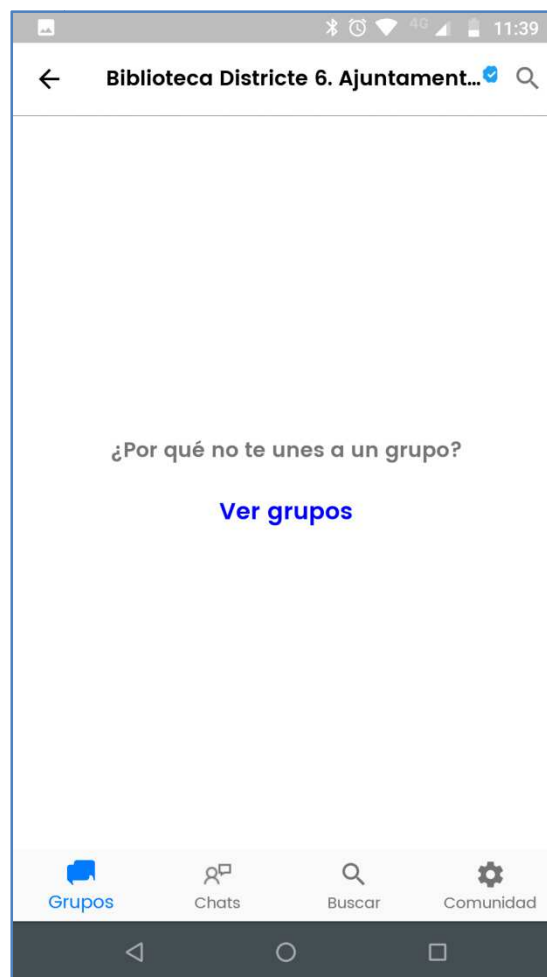 4G 11:39
Biblioteca Districte 6. Ajuntament...
¿Por qué no te unes a un grupo?
Ver grupos
Grupos Chats Buscar Comunidad